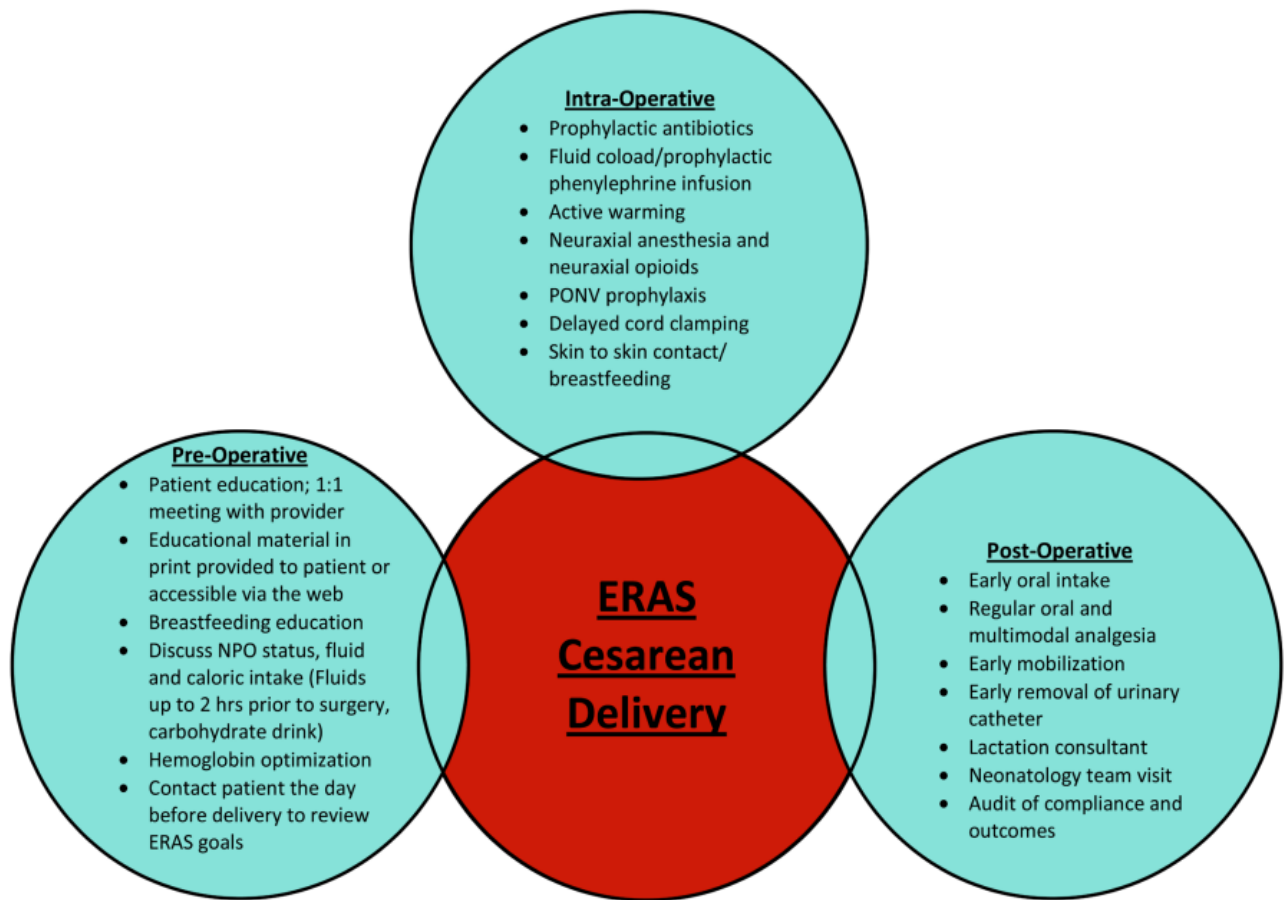 Intra-Operative
• Prophylactic antibiotics
• Fluid coload/prophylactic
phenylephrine infusion
• Active warming
• Neuraxial anesthesia and
neuraxial opioids
• PONV prophylaxis
• Delayed cord clamping
• Skin to skin contact/
breastfeeding
Pre-Operative
• Patient education; 1:1
meeting with provider
• Educational material in
print provided to patient or
accessible via the web
• Breastfeeding education
• Discuss NPO status, fluid
and caloric intake (Fluids
up to 2 hrs prior to surgery,
carbohydrate drink)
• Hemoglobin optimization
• Contact patient the day
before delivery to review
ERAS goals
ERAS
Cesarean
Delivery
Post-Operative
• Early oral intake
• Regular oral and
multimodal analgesia
• Early mobilization
• Early removal of urinary
catheter
• Lactation consultant
• Neonatology team visit
• Audit of compliance and
outcomes